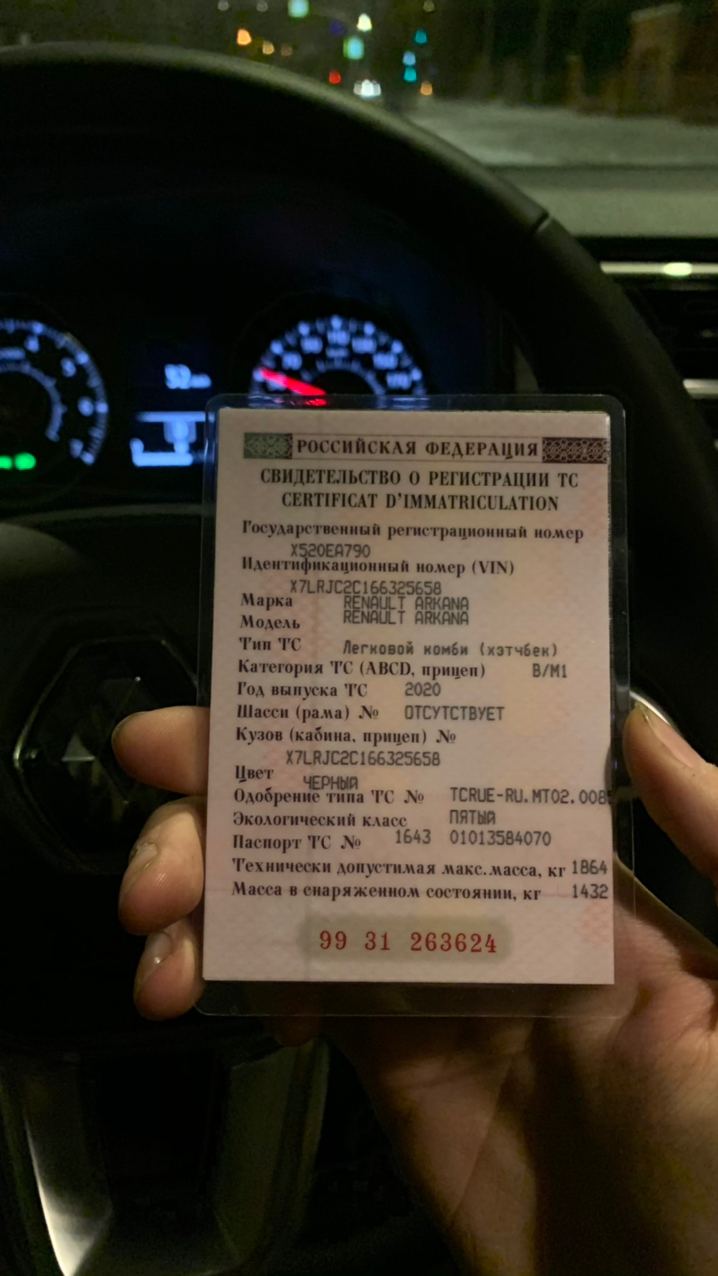 РОССИЙСКАЯ ФЕДЕРАЦИЯ
СВИДЕТЕЛЬСТВО О РЕГИСТРАЦИИ ТС
CERTIFICAT D'IMMATRICULATION
Государственный регистрационный номер
Х520ЕА790
Идентификационный номер (VIN)
X7LRJC2C166325658
Марка RENAULT ARKANA
Модель RENAULT ARKANA
Тип ТС Легковой комби (хэтчбек)
Категория ТС (ABCD, прицеп) B/M1
Год выпуска ТС 2020
Шасси (рама) № ОТСУТСТВУЕТ
Кузов (кабина, прицеп) №
X7LRJC2C166325658
Цвет ЧЕРНЫЙ
Одобрение типа ТС № TCRUE-RU.MT02.008
Экологический класс ПЯТЫЙ
Паспорт ТС № 1643 01013584070
Технически допустимая макс.масса, кг 1864
Масса в снаряженном состоянии, кг 1432
99 31 263624